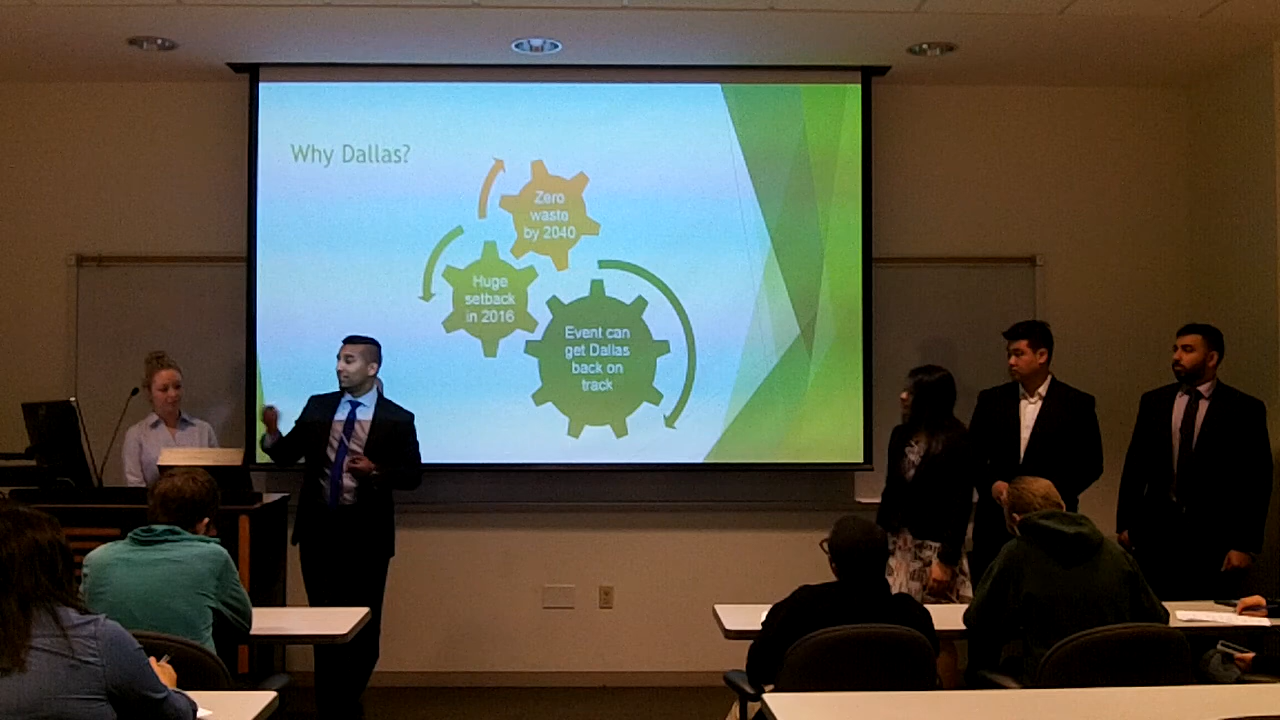 Why Dallas?
Zero
waste
by 2040
Huge
setback
in 2016
Event can
get Dallas
back on
track